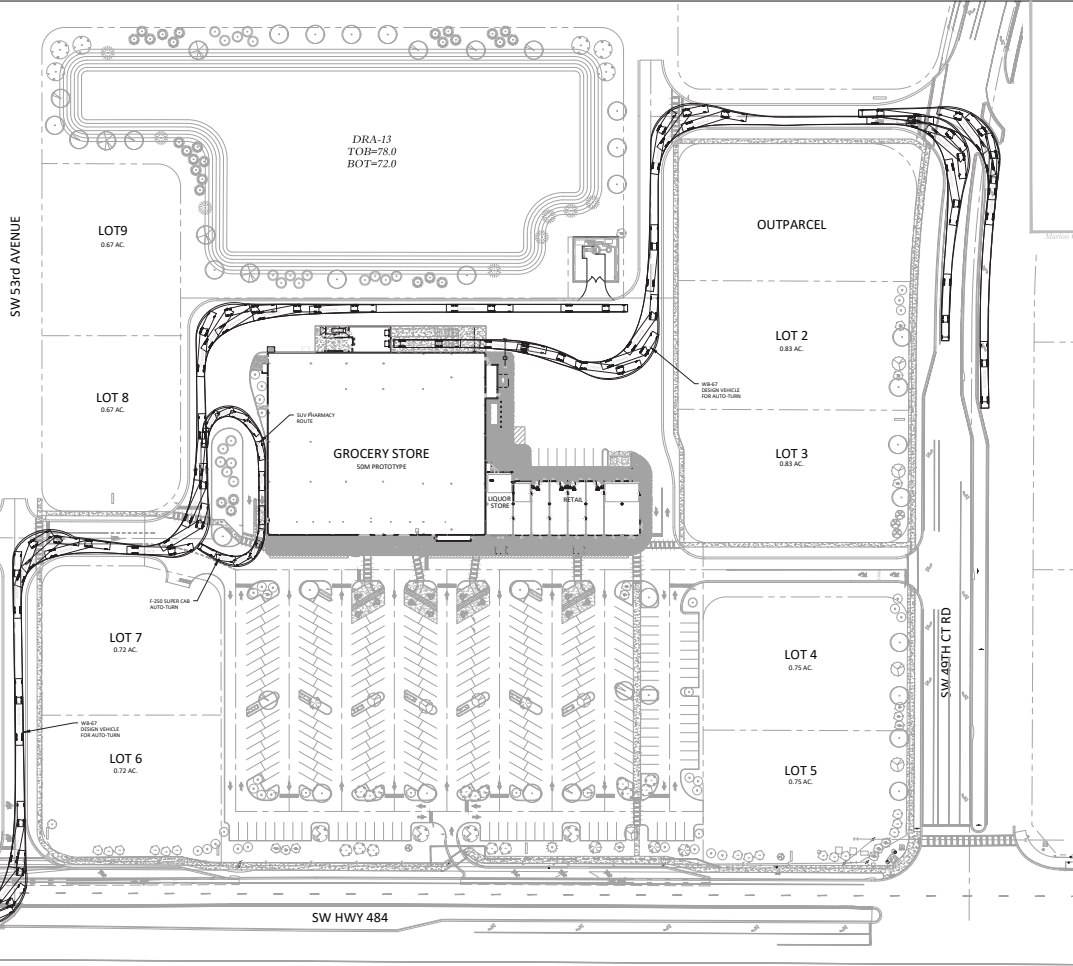 DRA-13
TOB=78.0
BOT=72.0
SW 53rd AVENUE
LOT9
0.67 AC.
OUTPARCEL
LOT 2
0.83 AC.
WB-67
DESIGN VEHICLE
FOR AUTO-TURN
LOT 8
0.67 AC.
SUV PHARMACY
ROUTE
GROCERY STORE
50M PROTOTYPE
LOT 3
0.83 AC.
LIQUOR
STORE
RETAIL
F-250 SUPER CAB
AUTO-TURN
LOT 7
0.72 AC.
LOT 4
0.75 AC.
SW 49TH CT RD
WB-67
DESIGN VEHICLE
FOR AUTO-TURN
LOT 6
0.72 AC.
LOT 5
0.75 AC.
SW HWY 484